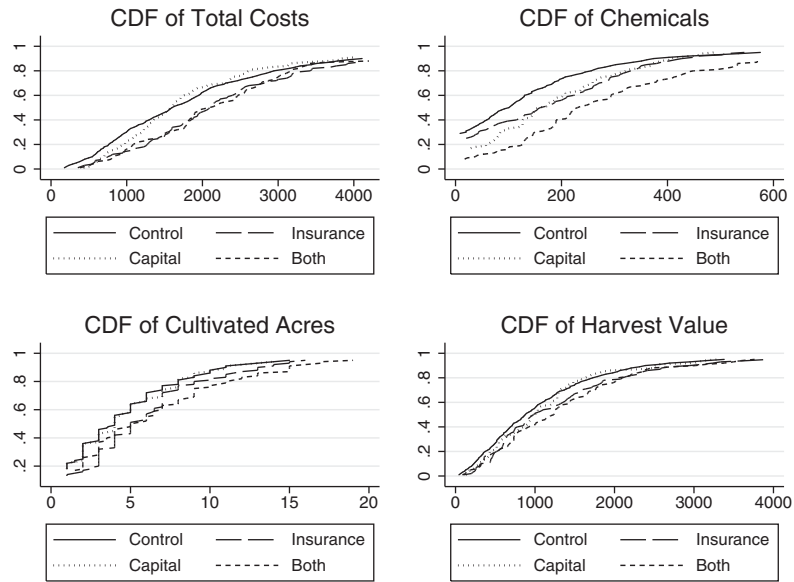 CDF of Total Costs
1
.8
.6
.4
.2
0
0 1000 2000 3000 4000
Control Insurance
Capital Both
CDF of Chemicals
1
.8
.6
.4
.2
0
0 200 400 600
Control Insurance
Capital Both
CDF of Cultivated Acres
1
.8
.6
.4
.2
0 5 10 15 20
Control Insurance
Capital Both
CDF of Harvest Value
1
.8
.6
.4
.2
0
0 1000 2000 3000 4000
Control Insurance
Capital Both